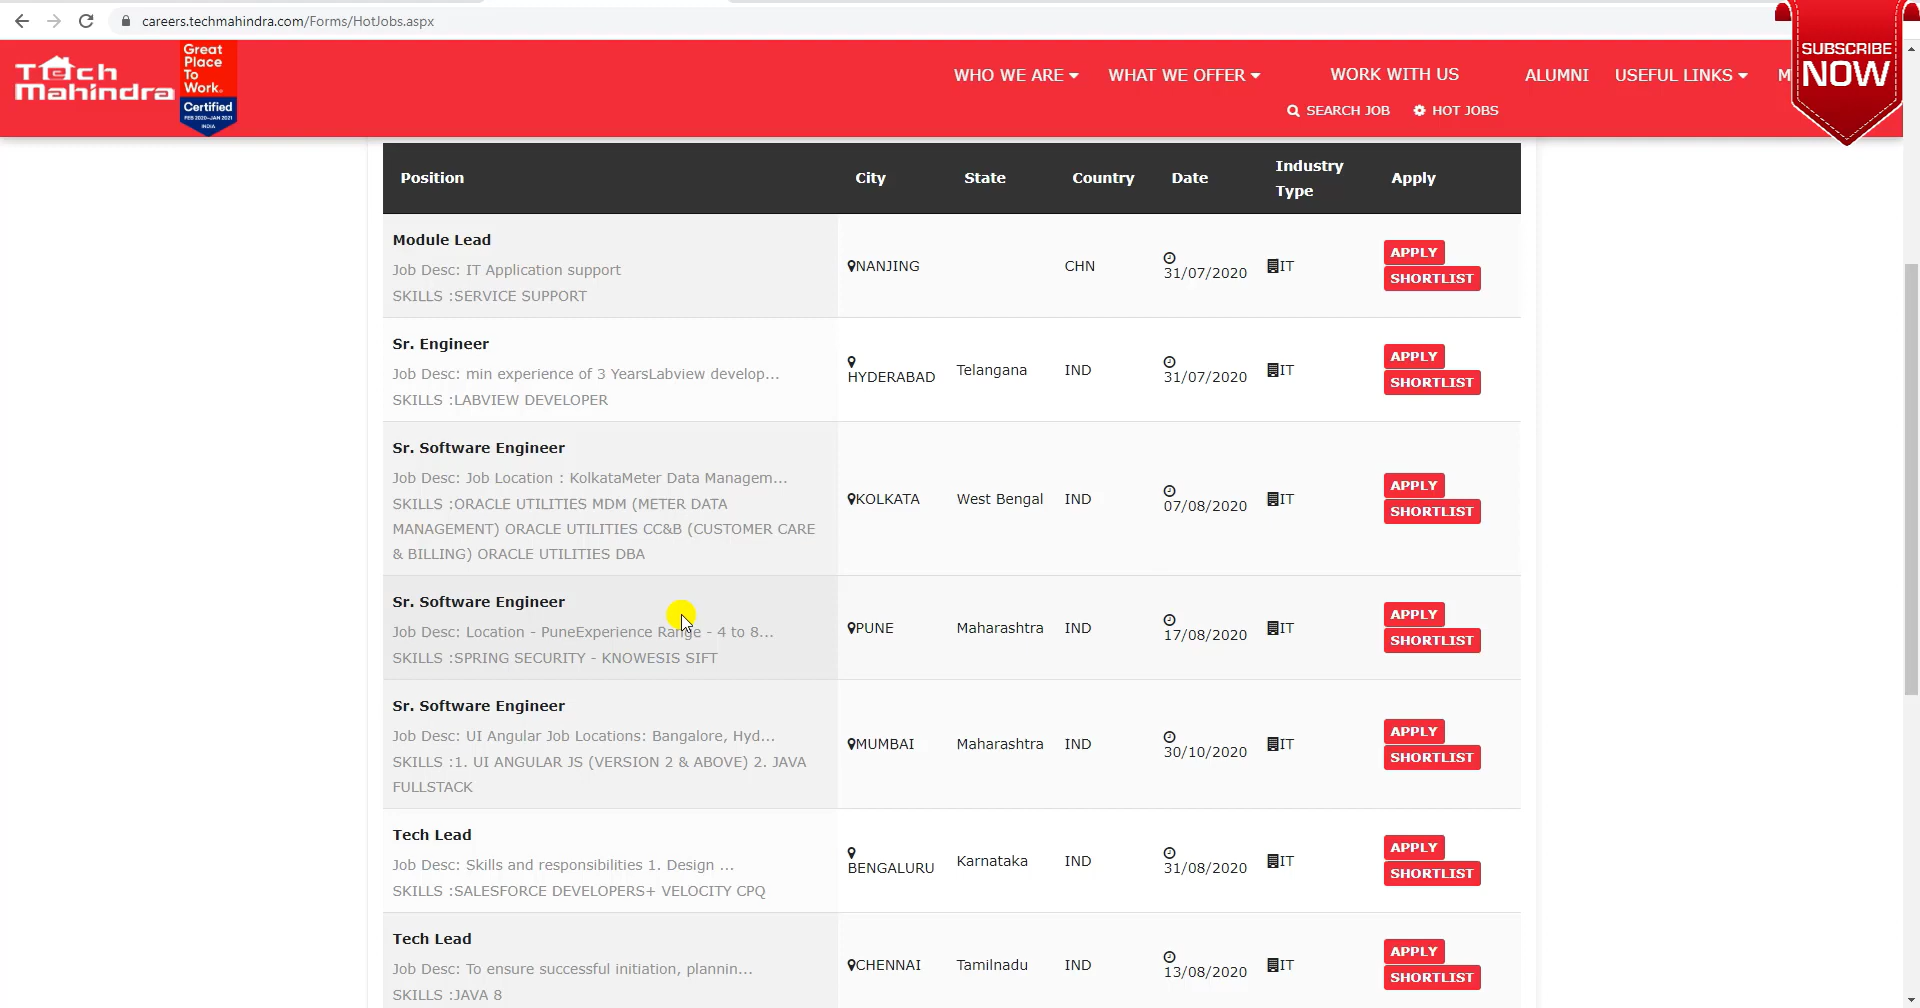 careers.techmahindra.com/Forms/HotJobs.aspx
Tech
Mahindra
Great
Place
To
Work.
Certified
FEB 2020–JAN 2021
INDIA
WHO WE ARE
WHAT WE OFFER
WORK WITH US
ALUMNI
USEFUL LINKS
M
SEARCH JOB
HOT JOBS
SUBSCRIBE
NOW
Position
City
State
Country
Date
Industry
Type
Apply
Module Lead
Job Desc: IT Application support
SKILLS :SERVICE SUPPORT
NANJING
CHN
31/07/2020
IT
APPLY
SHORTLIST
Sr. Engineer
Job Desc: min experience of 3 YearsLabview develop...
SKILLS :LABVIEW DEVELOPER
HYDERABAD
Telangana
IND
31/07/2020
IT
APPLY
SHORTLIST
Sr. Software Engineer
Job Desc: Job Location : KolkataMeter Data Managem...
SKILLS :ORACLE UTILITIES MDM (METER DATA
MANAGEMENT) ORACLE UTILITIES CC&B (CUSTOMER CARE
& BILLING) ORACLE UTILITIES DBA
KOLKATA
West Bengal
IND
07/08/2020
IT
APPLY
SHORTLIST
Sr. Software Engineer
Job Desc: Location - PuneExperience Range - 4 to 8...
SKILLS :SPRING SECURITY - KNOWESIS SIFT
PUNE
Maharashtra
IND
17/08/2020
IT
APPLY
SHORTLIST
Sr. Software Engineer
Job Desc: UI Angular Job Locations: Bangalore, Hyd...
SKILLS :1. UI ANGULAR JS (VERSION 2 & ABOVE) 2. JAVA
FULLSTACK
MUMBAI
Maharashtra
IND
30/10/2020
IT
APPLY
SHORTLIST
Tech Lead
Job Desc: Skills and responsibilities 1. Design ...
SKILLS :SALESFORCE DEVELOPERS+ VELOCITY CPQ
BENGALURU
Karnataka
IND
31/08/2020
IT
APPLY
SHORTLIST
Tech Lead
Job Desc: To ensure successful initiation, plannin...
SKILLS :JAVA 8
CHENNAI
Tamilnadu
IND
13/08/2020
IT
APPLY
SHORTLIST